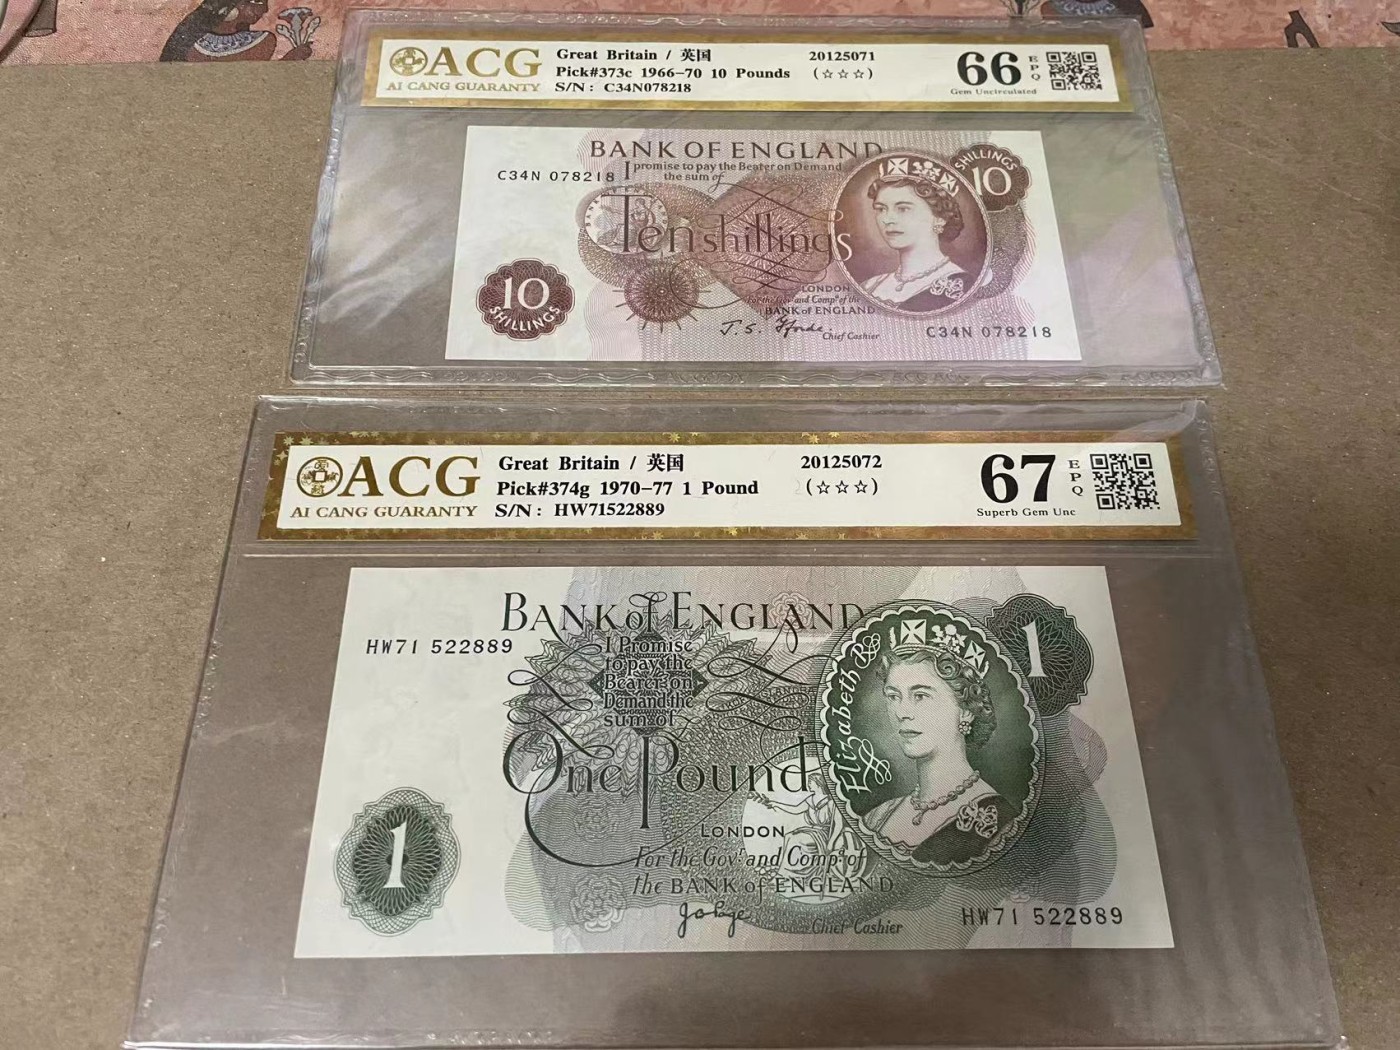 ACG
AI CANG GUARANTY
Great Britain / 英国 20125071
Pick#373c 1966-70 10 Pounds (☆☆☆)
S/N: C34N078218
66 EPQ
Gem Uncirculated
BANK OF ENGLAND
C34N 078218
I promise to pay the Bearer on Demand
the sum of
Ten shillings
SHILLINGS
10
10
SHILLINGS
LONDON
For the Govr and Compa of the
BANK OF ENGLAND
J. S. Fforde
Chief Cashier
C34N 078218
ACG
AI CANG GUARANTY
Great Britain / 英国 20125072
Pick#374g 1970-77 1 Pound (☆☆☆)
S/N: HW71522889
67 EPQ
Superb Gem Unc
BANK of ENGLAND
HW71 522889
I Promise
to pay the
Bearer on
Demand the
sum of
One Pound
1
Elizabeth R
1
LONDON
For the Govr and Compa of
the BANK of ENGLAND
J B Page
Chief Cashier
HW71 522889